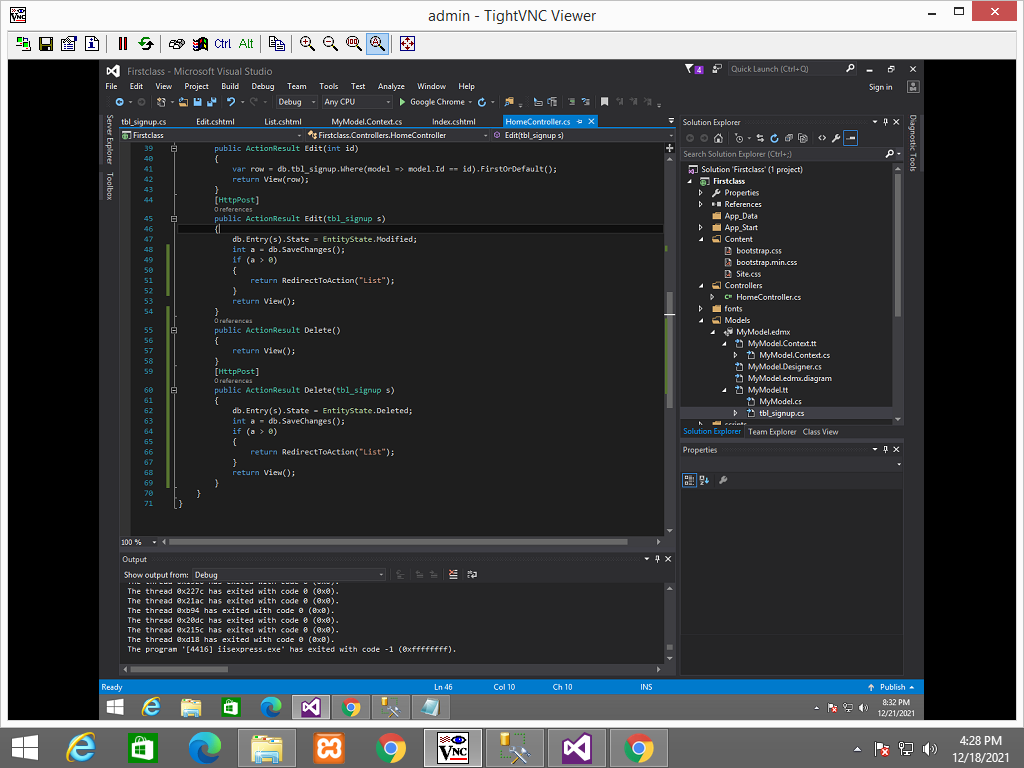 admin - TightVNC Viewer
Ctrl Alt
Firstclass - Microsoft Visual Studio
4
Quick Launch (Ctrl+Q)
File Edit View Project Build Debug Team Tools Test Analyze Window Help
Sign in
Debug Any CPU Google Chrome
tbl_signup.cs Edit.cshtml List.cshtml MyModel.Context.cs Index.cshtml HomeController.cs
Firstclass Firstclass.Controllers.HomeController Edit(tbl_signup s)
Server Explorer
Toolbox
39 public ActionResult Edit(int id)
40 {
41 var row = db.tbl_signup.Where(model => model.Id == id).FirstOrDefault();
42 return View(row);
43 }
44 [HttpPost]
0 references
45 public ActionResult Edit(tbl_signup s)
46 {
47 db.Entry(s).State = EntityState.Modified;
48 int a = db.SaveChanges();
49 if (a > 0)
50 {
51 return RedirectToAction("List");
52 }
53 return View();
54 }
0 references
55 public ActionResult Delete()
56 {
57 return View();
58 }
59 [HttpPost]
0 references
60 public ActionResult Delete(tbl_signup s)
61 {
62 db.Entry(s).State = EntityState.Deleted;
63 int a = db.SaveChanges();
64 if (a > 0)
65 {
66 return RedirectToAction("List");
67 }
68 return View();
69 }
70 }
71 }
100 %
Output
Show output from: Debug
The thread 0x227c has exited with code 0 (0x0).
The thread 0x21ac has exited with code 0 (0x0).
The thread 0xb94 has exited with code 0 (0x0).
The thread 0x20dc has exited with code 0 (0x0).
The thread 0x215c has exited with code 0 (0x0).
The thread 0xd18 has exited with code 0 (0x0).
The program '[4416] iisexpress.exe' has exited with code -1 (0xffffffff).
Solution Explorer
Search Solution Explorer (Ctrl+;)
Solution 'Firstclass' (1 project)
Firstclass
Properties
References
App_Data
App_Start
Content
bootstrap.css
bootstrap.min.css
Site.css
Controllers
C# HomeController.cs
fonts
Models
MyModel.edmx
MyModel.Context.tt
MyModel.Context.cs
MyModel.Designer.cs
MyModel.edmx.diagram
MyModel.tt
MyModel.cs
tbl_signup.cs
scripts
Solution Explorer Team Explorer Class View
Properties
Diagnostic Tools
Ready Ln 46 Col 10 Ch 10 INS Publish
8:32 PM
12/21/2021
4:28 PM
12/18/2021